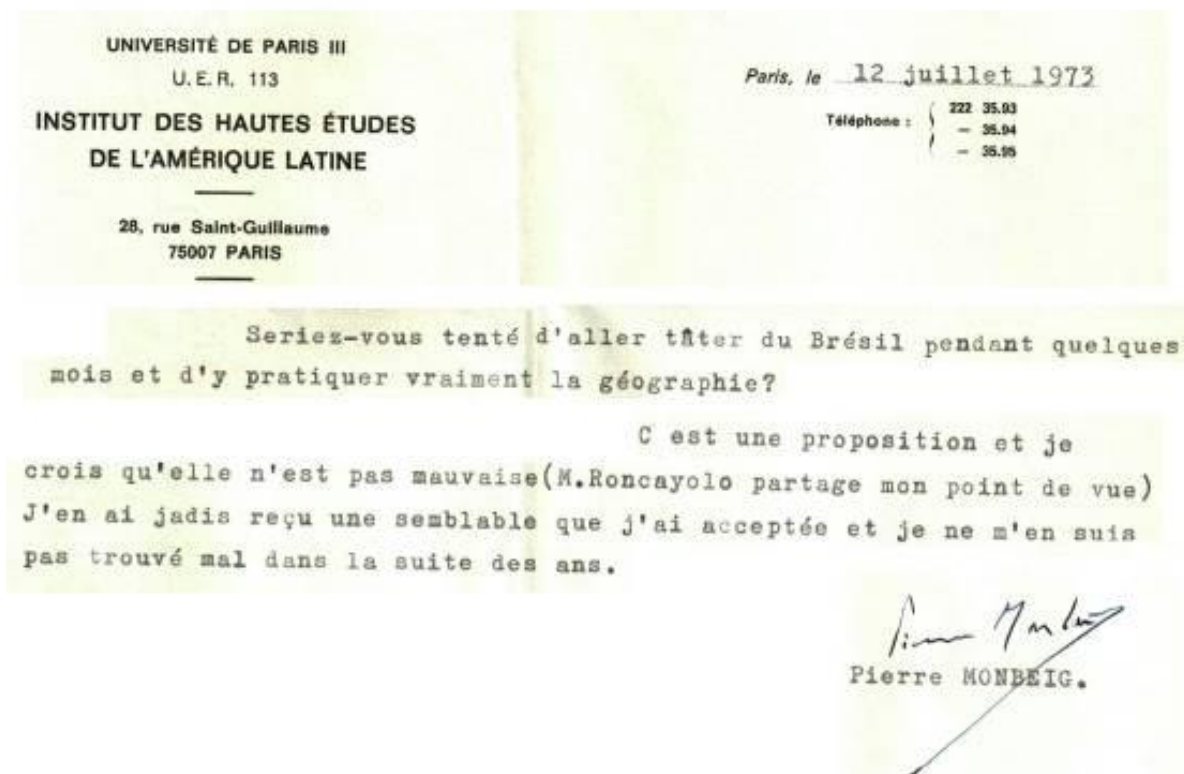 UNIVERSITÉ DE PARIS III
U. E. R. 113
INSTITUT DES HAUTES ÉTUDES
DE L'AMÉRIQUE LATINE
28, rue Saint-Guillaume
75007 PARIS
Paris, le 12 juillet 1973
Téléphone : 222 35.93
— 35.94
— 35.95
Seriez-vous tenté d'aller tâter du Brésil pendant quelques
mois et d'y pratiquer vraiment la géographie?
C est une proposition et je
crois qu'elle n'est pas mauvaise(M.Roncayolo partage mon point de vue)
J'en ai jadis reçu une semblable que j'ai acceptée et je ne m'en suis
pas trouvé mal dans la suite des ans.
Pierre Monbeig
Pierre MONBEIG.